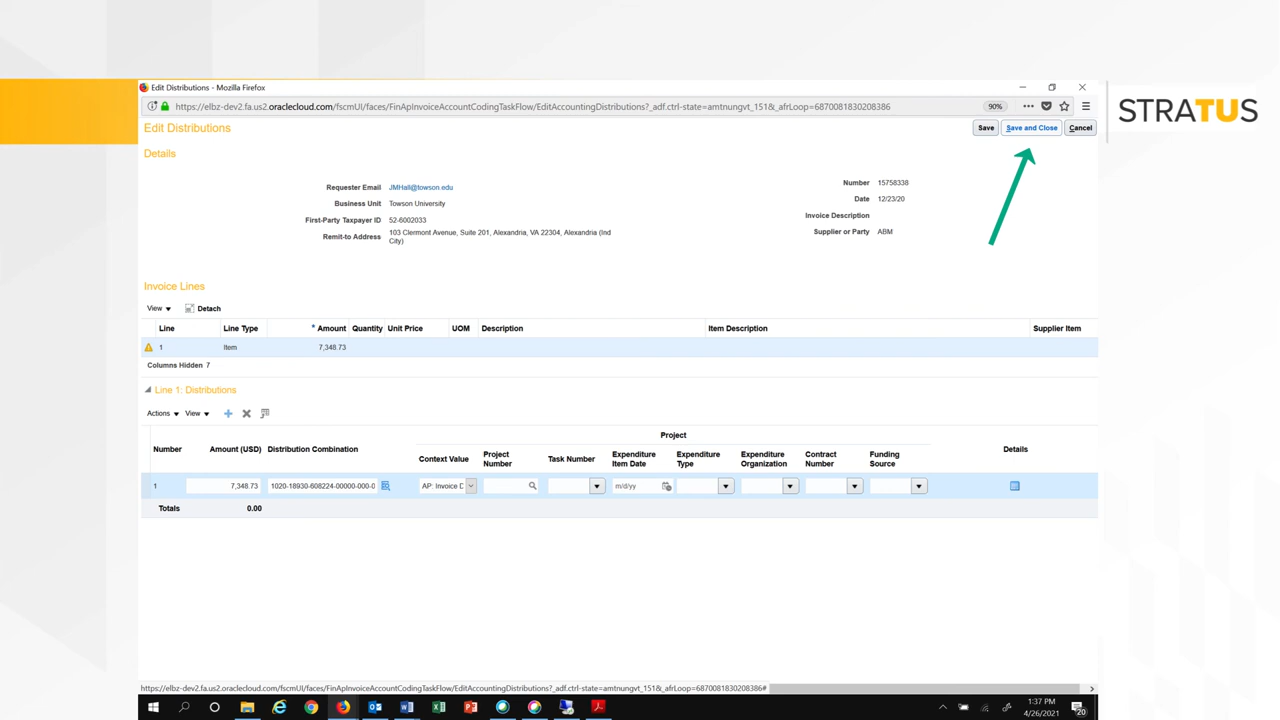 Edit Distributions - Mozilla Firefox
https://elbz-dev2.fa.us2.oraclecloud.com/fscmUI/faces/FinApInvoiceAccountCodingTaskFlow/EditAccountingDistributions?_adf.ctrl-state=amtnungvt_151&_afrLoop=6870081830208386
90%
STRATUS
Edit Distributions
Save
Save and Close
Cancel
Details
Requester Email JMHall@towson.edu
Business Unit Towson University
First-Party Taxpayer ID 52-6002033
Remit-to Address 103 Clermont Avenue, Suite 201, Alexandria, VA 22304, Alexandria (Ind
City)
Number 15758338
Date 12/23/20
Invoice Description
Supplier or Party ABM
Invoice Lines
View Detach
Line Line Type * Amount Quantity Unit Price UOM Description Item Description Supplier Item
1 Item 7,348.73
Columns Hidden 7
Line 1: Distributions
Actions View
Project
Number Amount (USD) Distribution Combination Context Value Project Number Task Number Expenditure Item Date Expenditure Type Expenditure Organization Contract Number Funding Source Details
1 7,348.73 1020-18930-608224-00000-000-0 AP: Invoice D m/d/yy
Totals 0.00
https://elbz-dev2.fa.us2.oraclecloud.com/fscmUI/faces/FinApInvoiceAccountCodingTaskFlow/EditAccountingDistributions?_adf.ctrl-state=amtnungvt_151&_afrLoop=6870081830208386#
1:37 PM
4/26/2021
20